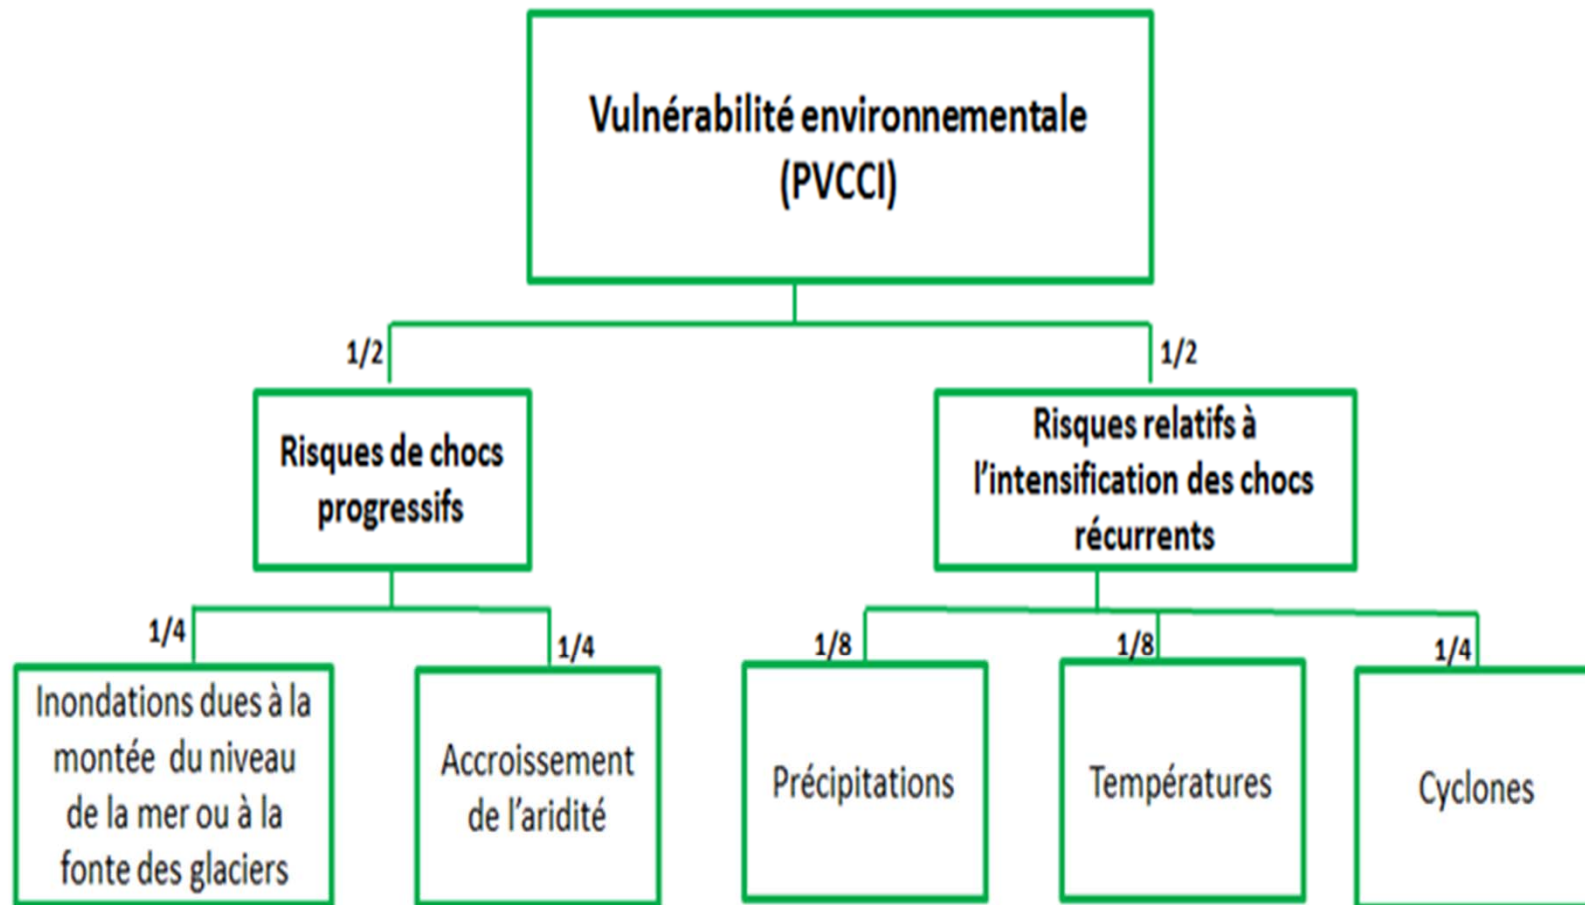 Vulnérabilité environnementale
(PVCCI)
1/2
1/2
Risques de chocs
progressifs
Risques relatifs à
l’intensification des chocs
récurrents
1/4
1/4
1/8
1/8
1/4
Inondations dues à la
montée du niveau
de la mer ou à la
fonte des glaciers
Accroissement
de l’aridité
Précipitations
Températures
Cyclones